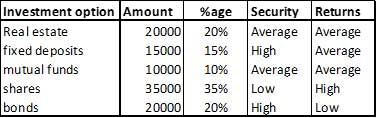 Investment option Amount %age Security Returns
Real estate 20000 20% Average Average
fixed deposits 15000 15% High Average
mutual funds 10000 10% Average Average
shares 35000 35% Low High
bonds 20000 20% High Low